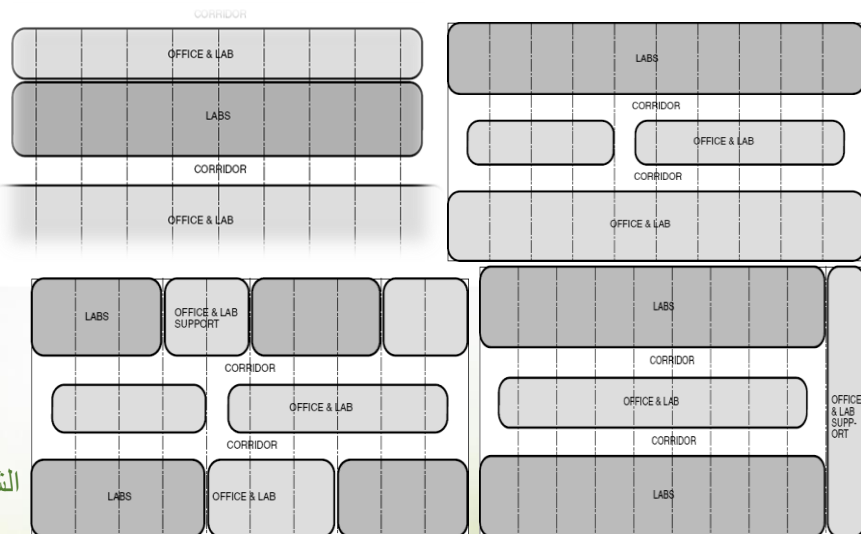 CORRIDOR
OFFICE & LAB
LABS
CORRIDOR
OFFICE & LAB
LABS
CORRIDOR
OFFICE & LAB
CORRIDOR
OFFICE & LAB
LABS
OFFICE & LAB
SUPPORT
CORRIDOR
OFFICE & LAB
CORRIDOR
LABS
OFFICE & LAB
LABS
CORRIDOR
OFFICE & LAB
CORRIDOR
LABS
OFFICE
& LAB
SUPP-
ORT